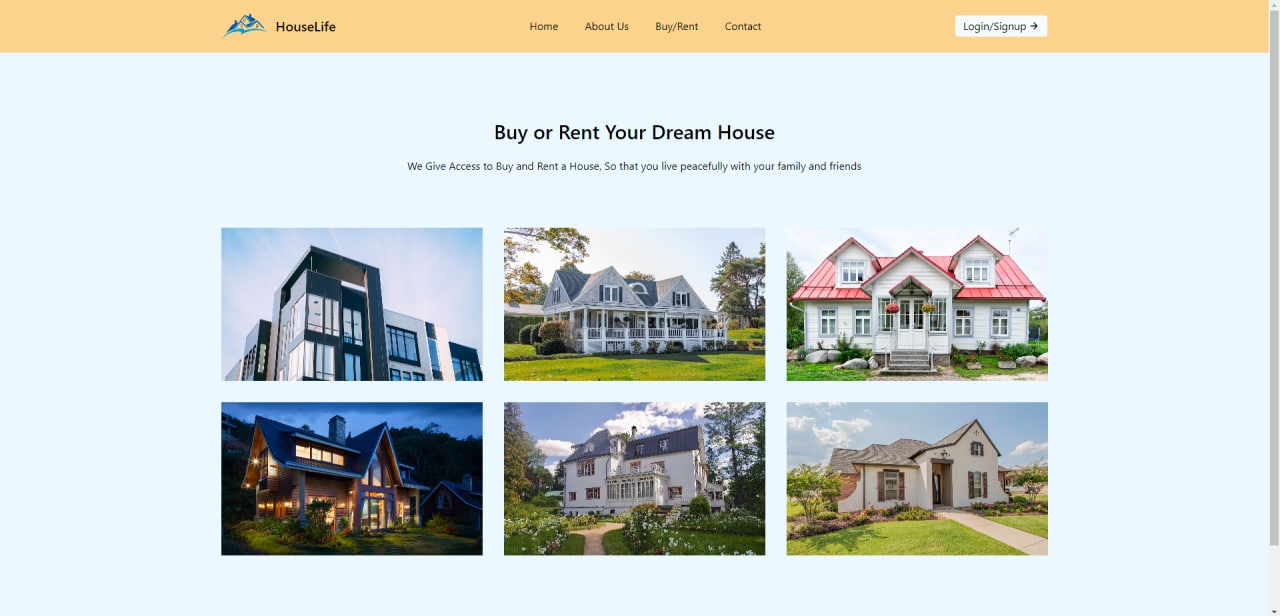 HouseLife
Home
About Us
Buy/Rent
Contact
Login/Signup →
Buy or Rent Your Dream House
We Give Access to Buy and Rent a House, So that you live peacefully with your family and friends